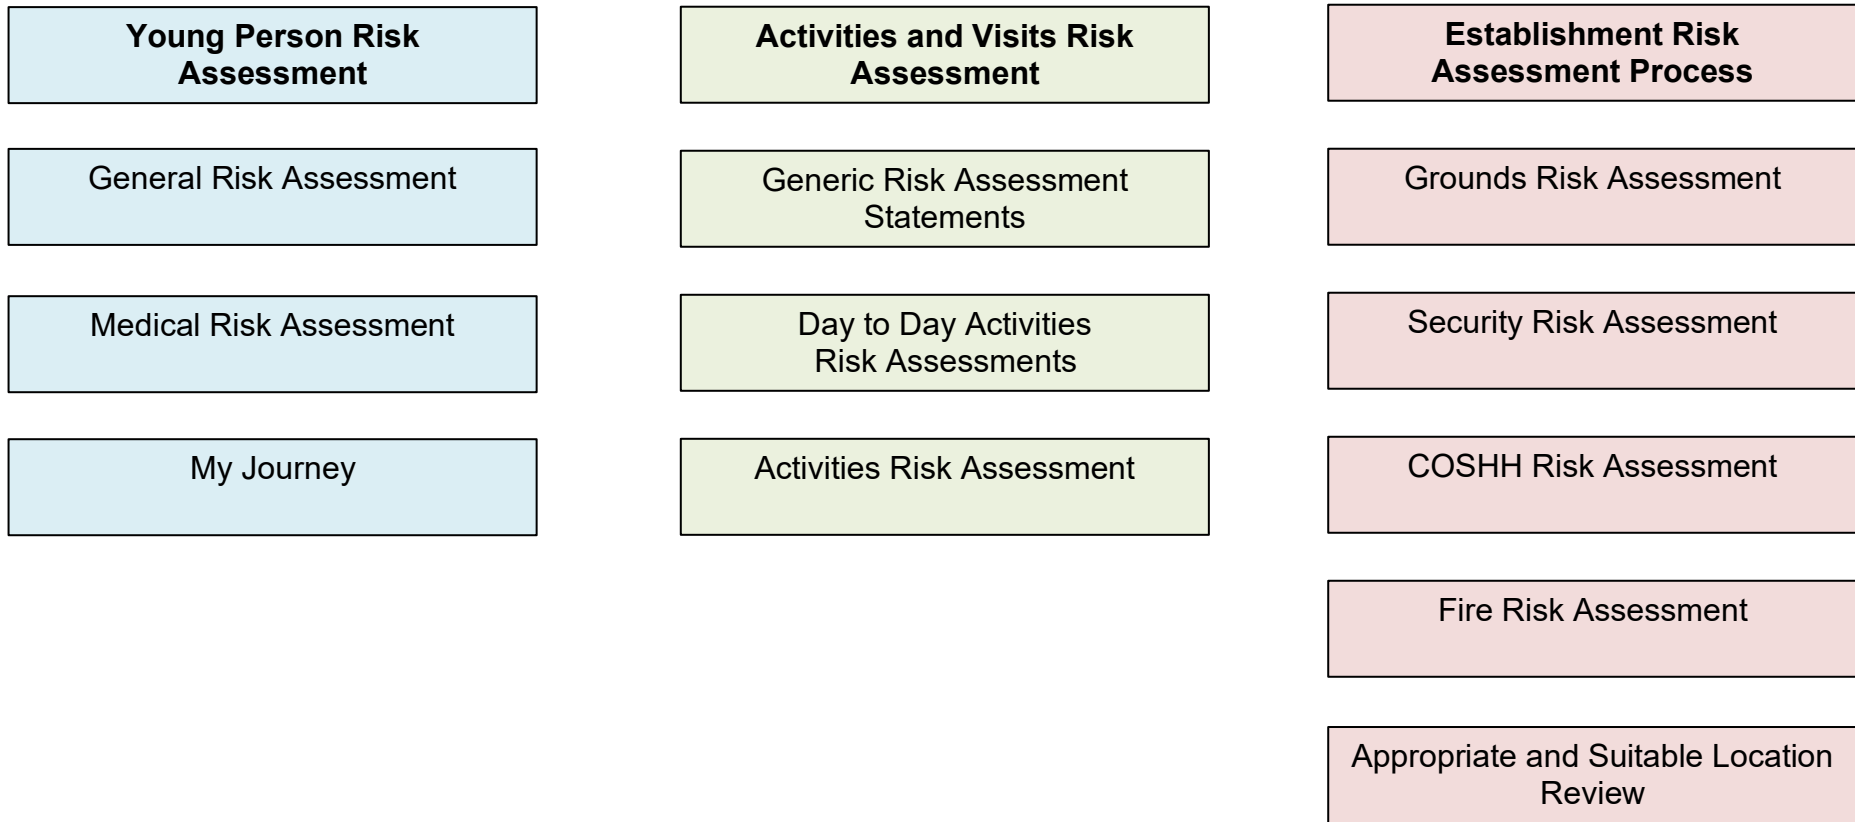 Young Person Risk
Assessment
General Risk Assessment
Medical Risk Assessment
My Journey
Activities and Visits Risk
Assessment
Generic Risk Assessment
Statements
Day to Day Activities
Risk Assessments
Activities Risk Assessment
Establishment Risk
Assessment Process
Grounds Risk Assessment
Security Risk Assessment
COSHH Risk Assessment
Fire Risk Assessment
Appropriate and Suitable Location
Review